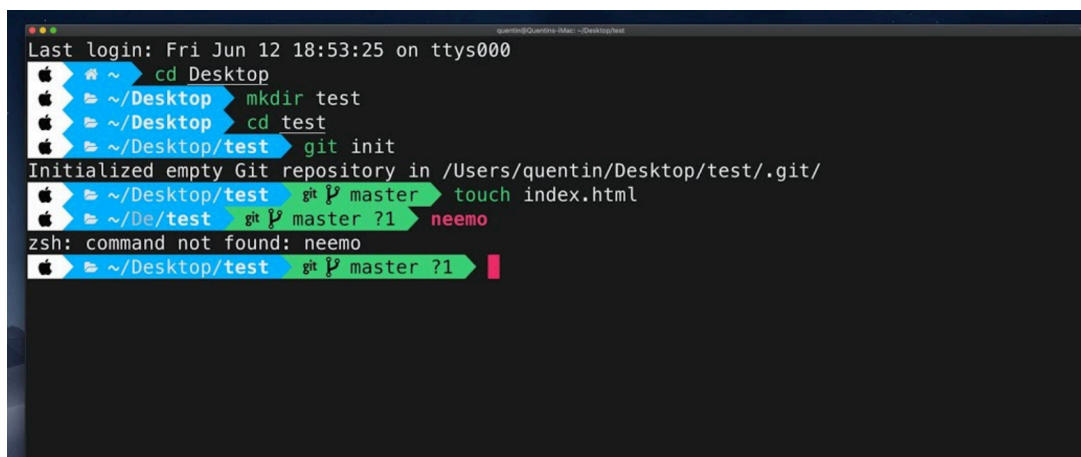 quentin@Quentins-iMac: ~/Desktop/test
Last login: Fri Jun 12 18:53:25 on ttys000
~ cd Desktop
~/Desktop mkdir test
~/Desktop cd test
~/Desktop/test git init
Initialized empty Git repository in /Users/quentin/Desktop/test/.git/
~/Desktop/test git master touch index.html
~/De/test git master ?1 neemo
zsh: command not found: neemo
~/Desktop/test git master ?1